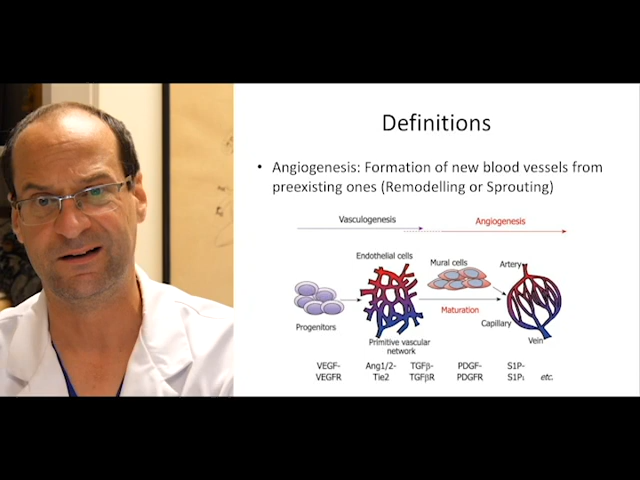 Definitions
• Angiogenesis: Formation of new blood vessels from
preexisting ones (Remodelling or Sprouting)
Vasculogenesis
Angiogenesis
Endothelial cells
Mural cells
Artery
Progenitors
Maturation
Capillary
Primitive vascular
network
Vein
VEGF- Ang1/2- TGFβ- PDGF- S1P-
VEGFR Tie2 TGFβR PDGFR S1P₁ etc.